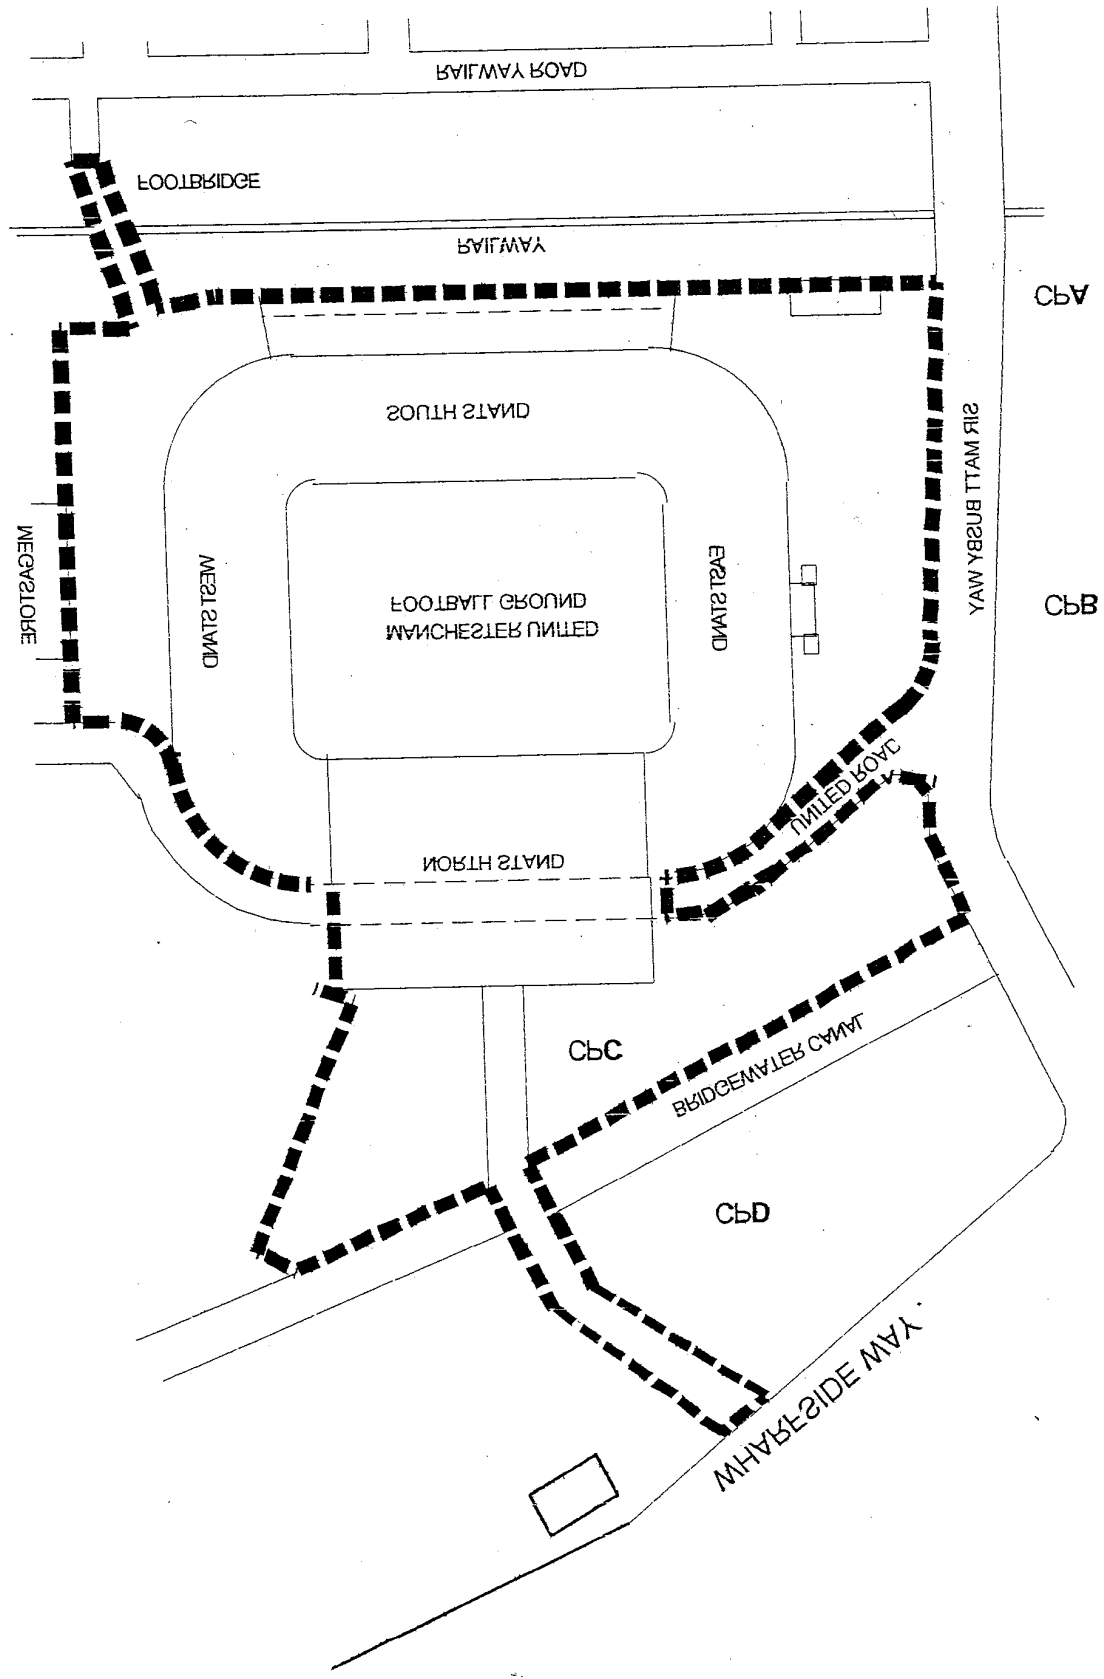 RAILWAY ROAD
FOOTBRIDGE
RAILWAY
CPA
SOUTH STAND
SIR MATT BUSBY WAY
MEGASTORE
WEST STAND
MANCHESTER UNITED
FOOTBALL GROUND
EAST STAND
CPB
UNITED ROAD
NORTH STAND
CPC
BRIDGEWATER CANAL
CPD
WHARFSIDE WAY.